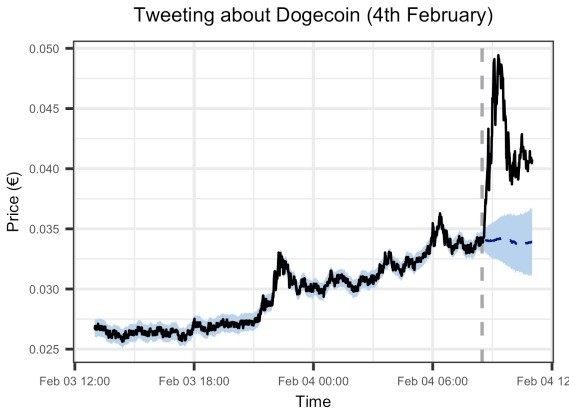 Tweeting about Dogecoin (4th February)
0.050
0.045
0.040
0.035
0.030
0.025
Price (€)
Feb 03 12:00
Feb 03 18:00
Feb 04 00:00
Feb 04 06:00
Feb 04 12
Time